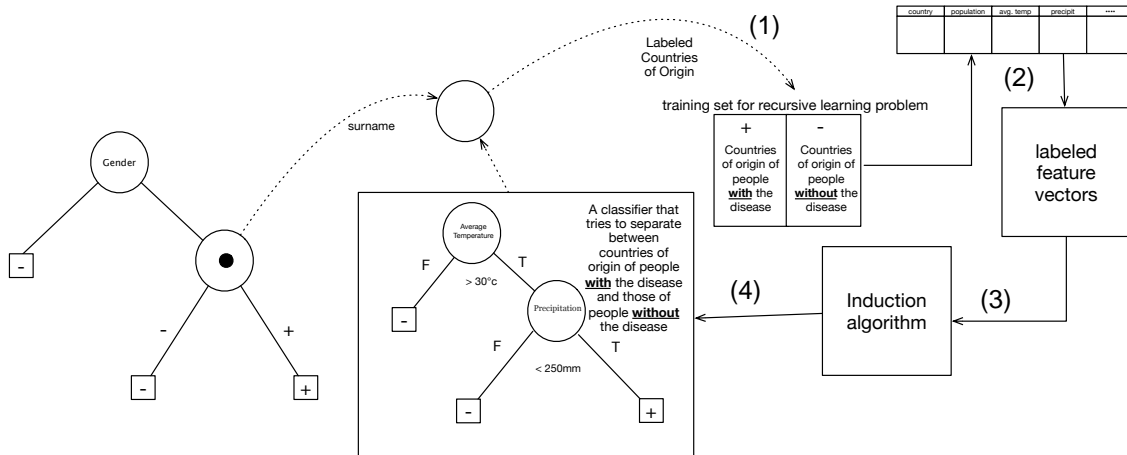 (1)
Labeled
Countries
of Origin
surname
country population avg. temp precipit ....
(2)
training set for recursive learning problem
+ -
Countries
of origin of
people
with the
disease
Countries
of origin of
people
without the
disease
labeled
feature
vectors
Gender
-
- +
-
+
Average
Temperature
F T
> 30°c
-
Precipitation
F T
< 250mm
-
+
A classifier that
tries to separate
between
countries of
origin of people
with the disease
and those of
people without
the disease
(4)
Induction
algorithm
(3)